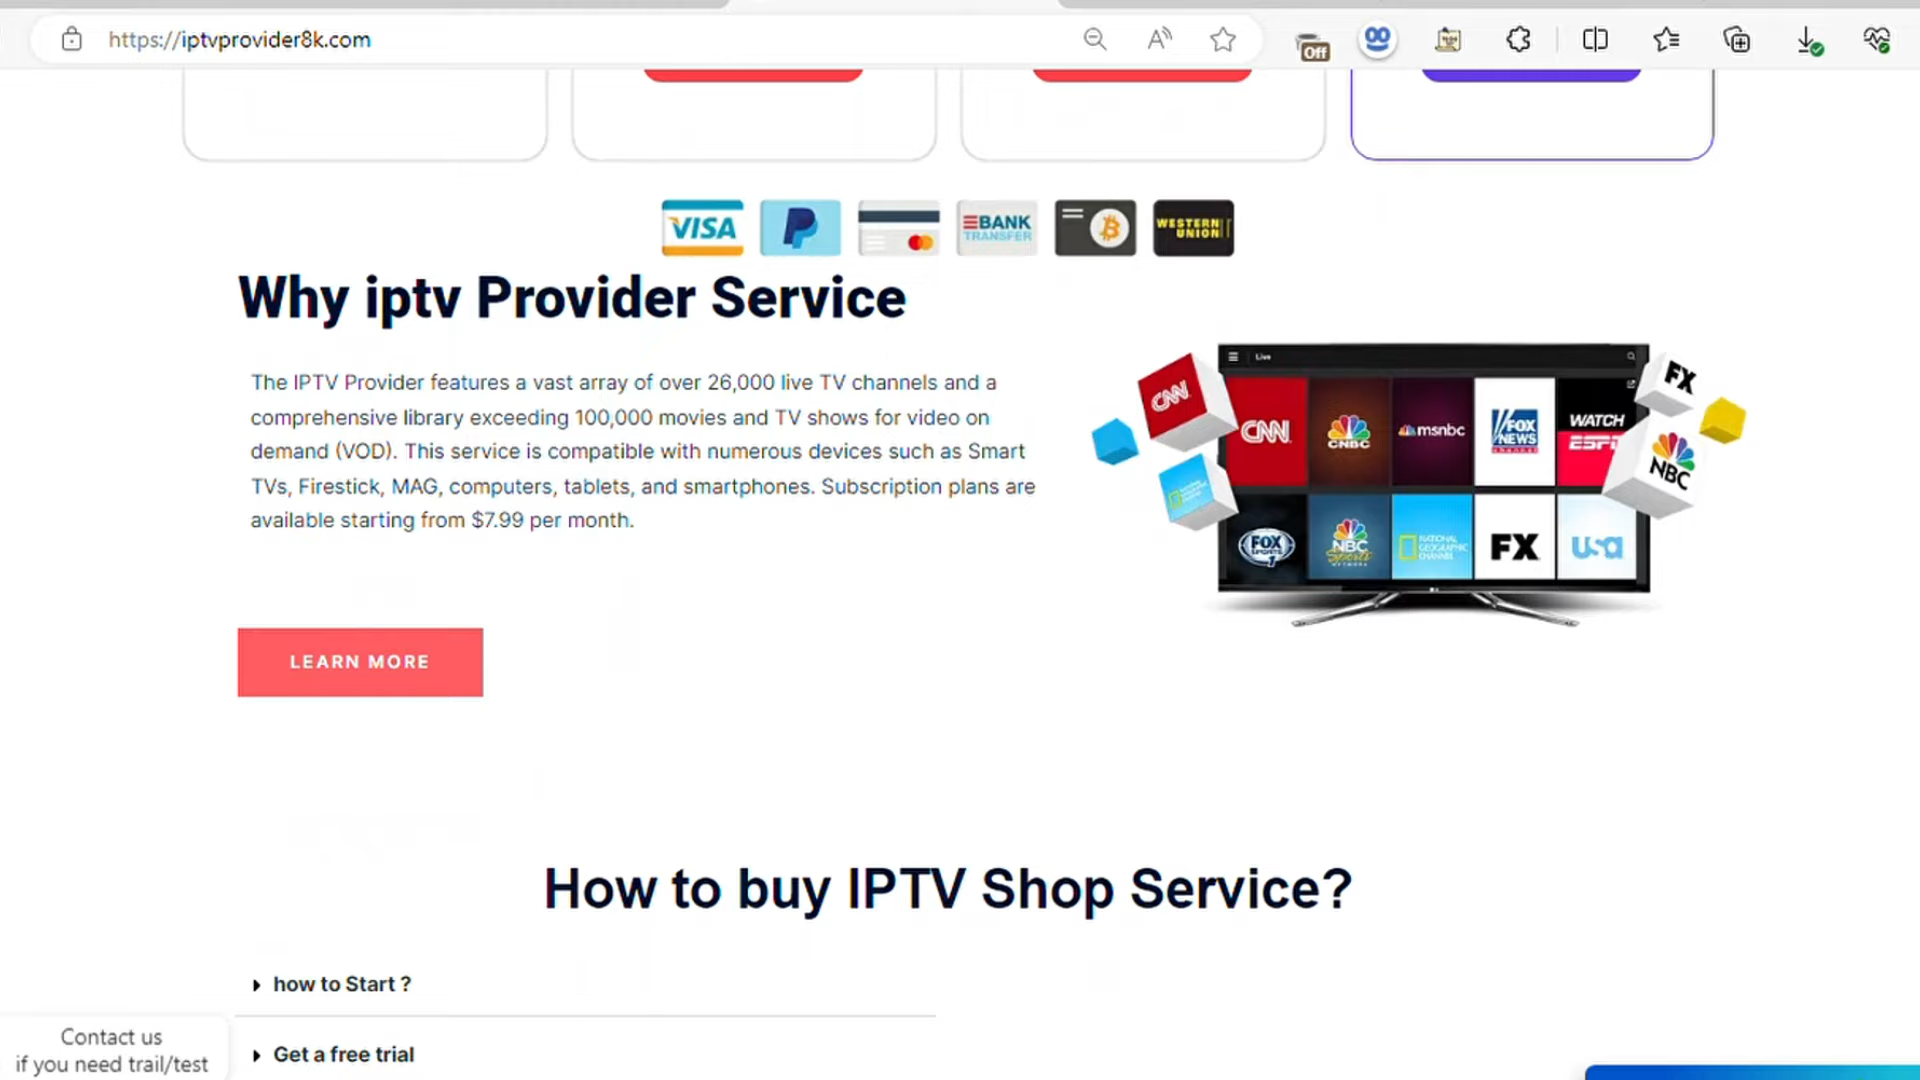 https://iptvprovider8k.com
Off
VISA
BANK
TRANSFER
WESTERN
UNION
Why iptv Provider Service
The IPTV Provider features a vast array of over 26,000 live TV channels and a
comprehensive library exceeding 100,000 movies and TV shows for video on
demand (VOD). This service is compatible with numerous devices such as Smart
TVs, Firestick, MAG, computers, tablets, and smartphones. Subscription plans are
available starting from $7.99 per month.
LEARN MORE
Live
CNN
FX
CNN
CNBC
msnbc
FOX
NEWS
channel
WATCH
ESPN
NBC
FOX
SPORTS
1
NBC
Sports
NETWORK
NATIONAL
GEOGRAPHIC
CHANNEL
FX
usa
How to buy IPTV Shop Service?
how to Start ?
Get a free trial
Contact us
if you need trail/test